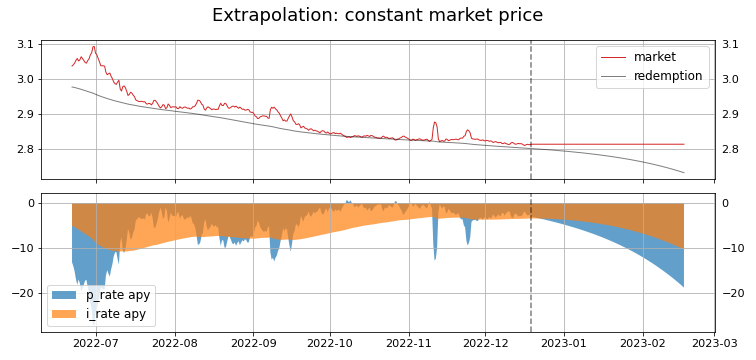 Extrapolation: constant market price
3.1
3.0
2.9
2.8
3.1
3.0
2.9
2.8
market
redemption
0
−10
−20
0
−10
−20
p_rate apy
i_rate apy
2022-07 2022-08 2022-09 2022-10 2022-11 2022-12 2023-01 2023-02 2023-03